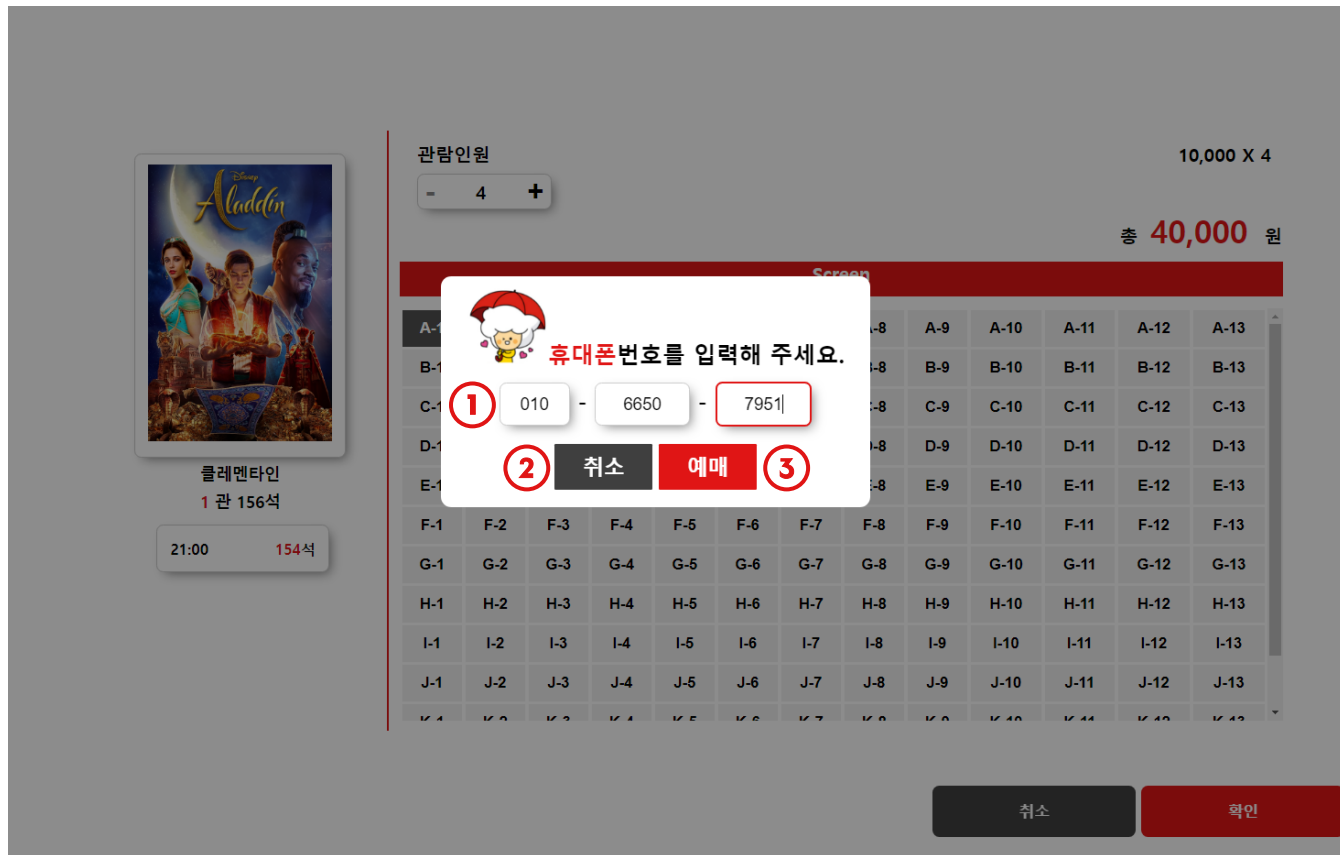 관람인원
10,000 X 4
- 4 +
총 40,000 원
Screen
Disney
Aladdin
클레멘타인
1 관 156석
21:00 154석
휴대폰번호를 입력해 주세요.
1 010 - 6650 - 7951
2 취소 예매 3
A-9 A-10 A-11 A-12 A-13
B-9 B-10 B-11 B-12 B-13
C-9 C-10 C-11 C-12 C-13
D-9 D-10 D-11 D-12 D-13
E-9 E-10 E-11 E-12 E-13
F-1 F-2 F-3 F-4 F-5 F-6 F-7 F-8 F-9 F-10 F-11 F-12 F-13
G-1 G-2 G-3 G-4 G-5 G-6 G-7 G-8 G-9 G-10 G-11 G-12 G-13
H-1 H-2 H-3 H-4 H-5 H-6 H-7 H-8 H-9 H-10 H-11 H-12 H-13
I-1 I-2 I-3 I-4 I-5 I-6 I-7 I-8 I-9 I-10 I-11 I-12 I-13
J-1 J-2 J-3 J-4 J-5 J-6 J-7 J-8 J-9 J-10 J-11 J-12 J-13
취소 확인